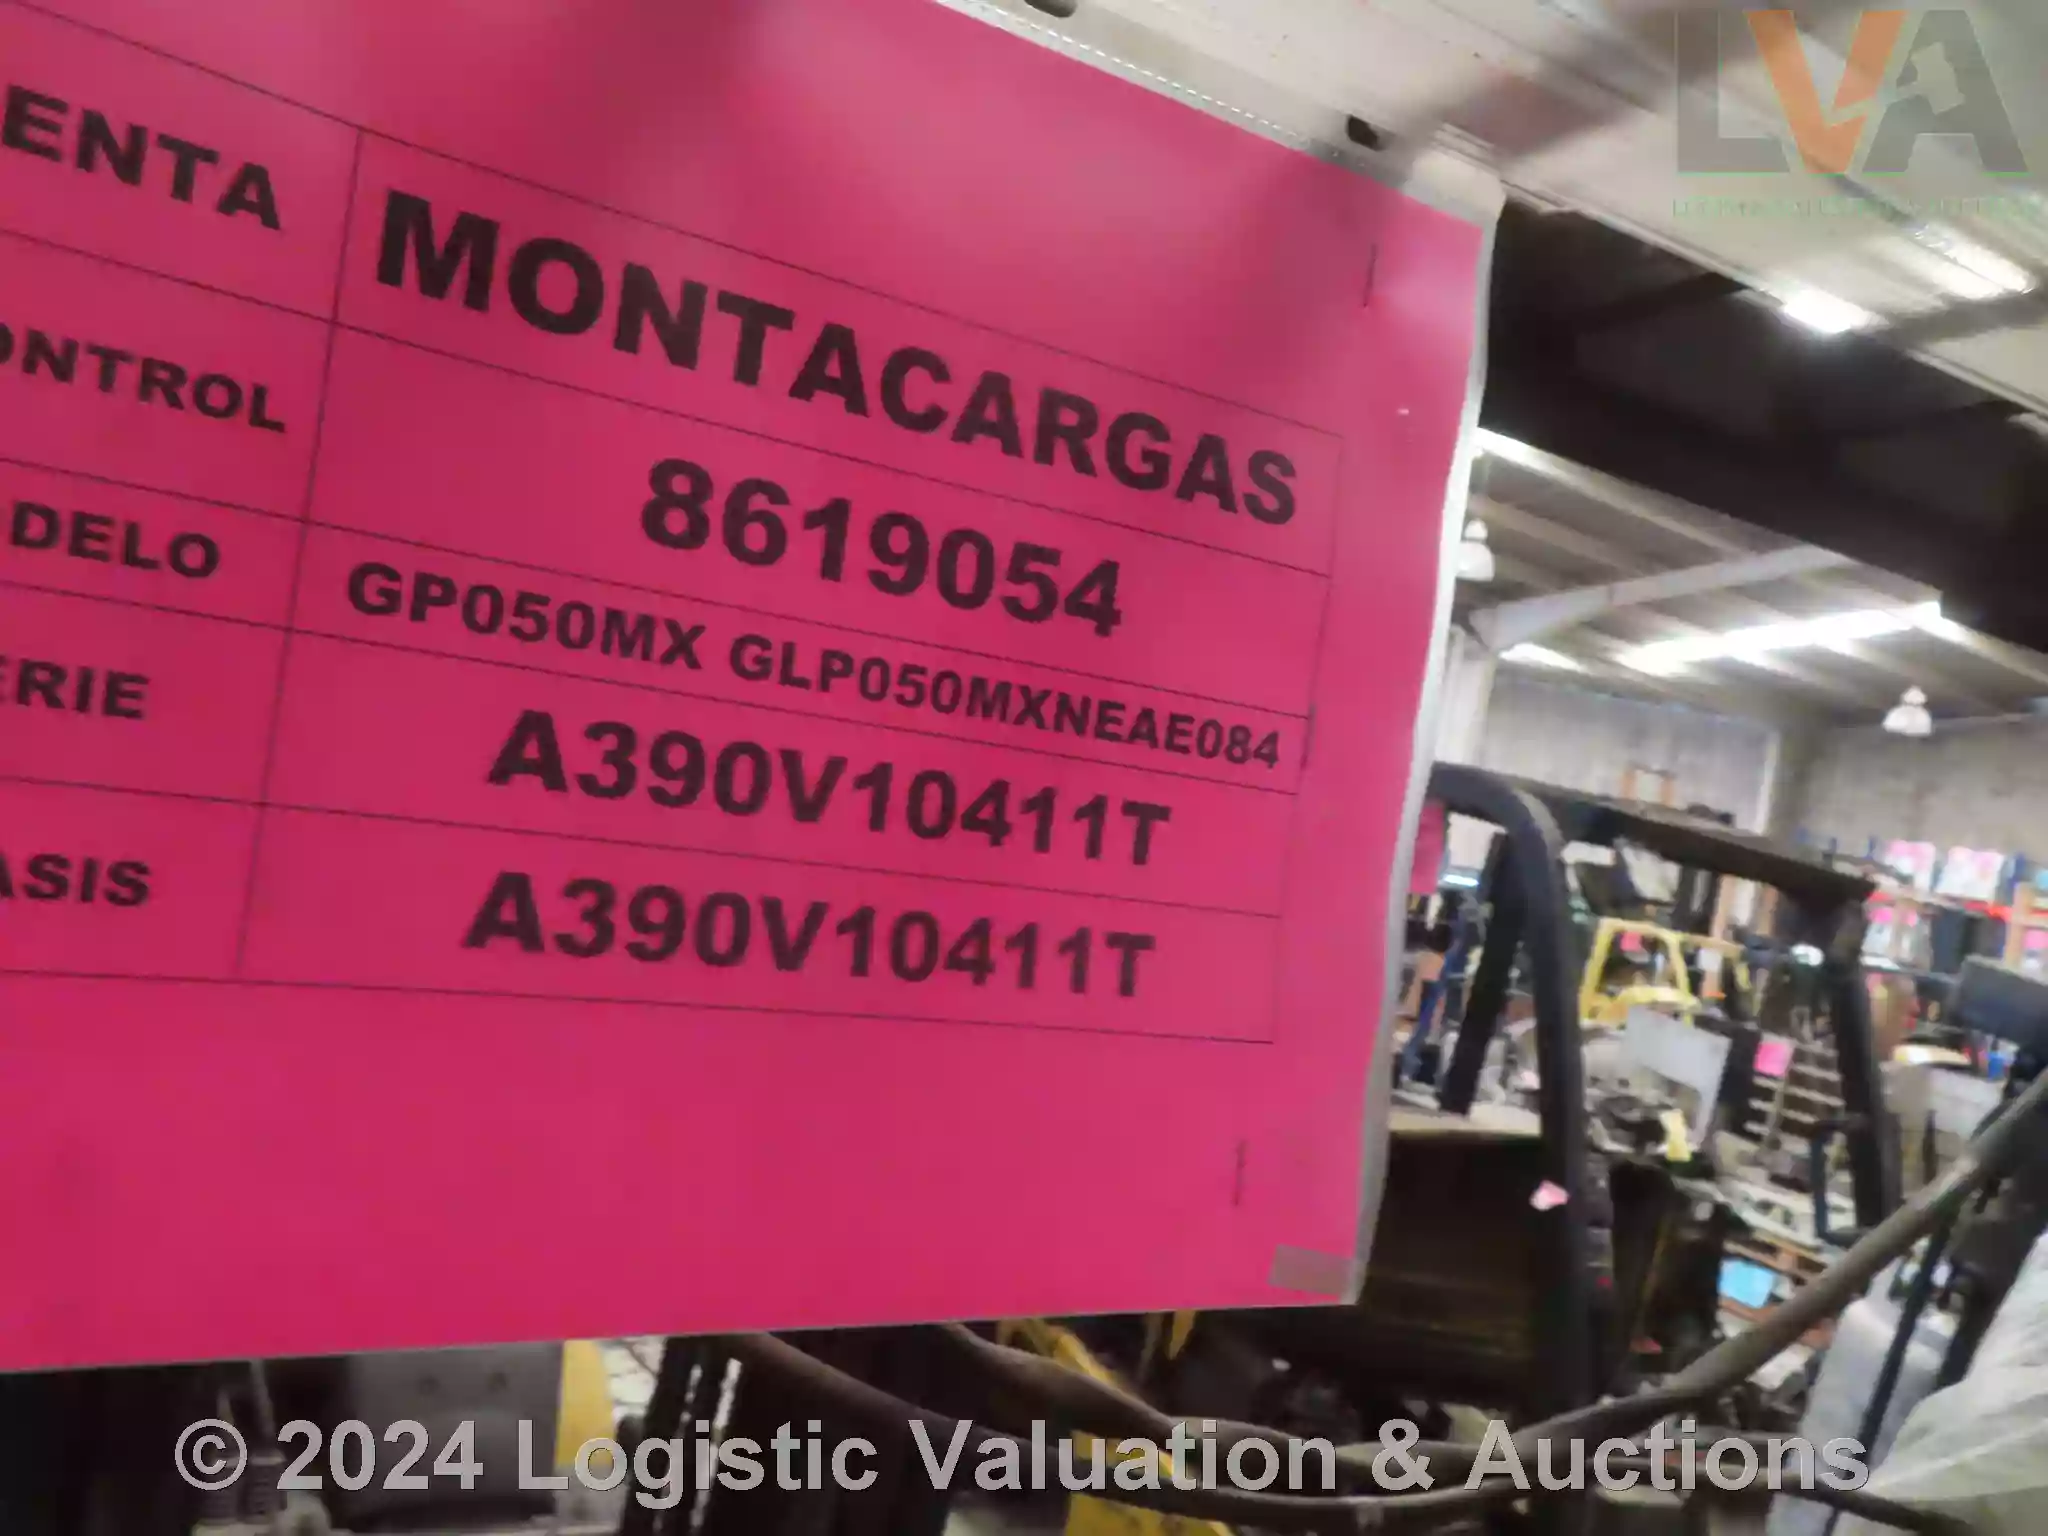 ENTA MONTACARGAS
ONTROL 8619054
DELO GP050MX GLP050MXNEAE084
ERIE A390V10411T
ASIS A390V10411T
LVA
© 2024 Logistic Valuation & Auctions